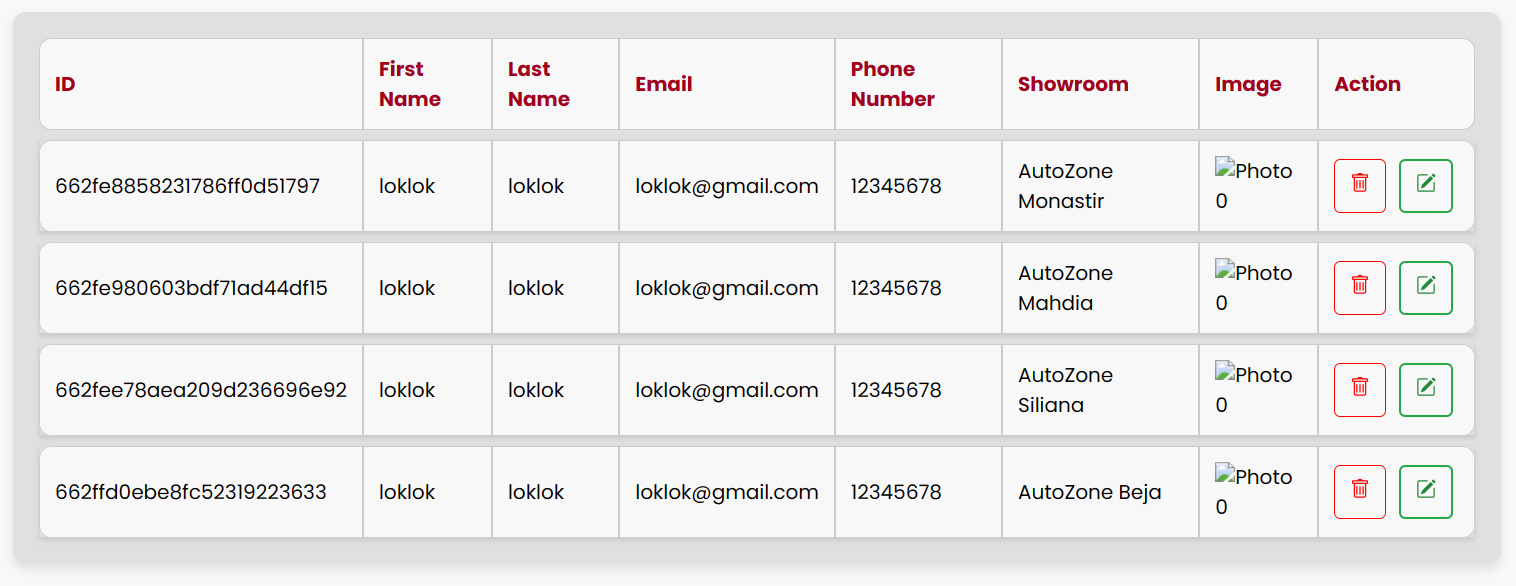 ID First Name Last Name Email Phone Number Showroom Image Action
662fe8858231786ff0d51797 loklok loklok loklok@gmail.com 12345678 AutoZone Monastir Photo 0
662fe980603bdf71ad44df15 loklok loklok loklok@gmail.com 12345678 AutoZone Mahdia Photo 0
662fee78aea209d236696e92 loklok loklok loklok@gmail.com 12345678 AutoZone Siliana Photo 0
662ffd0ebe8fc52319223633 loklok loklok loklok@gmail.com 12345678 AutoZone Beja Photo 0